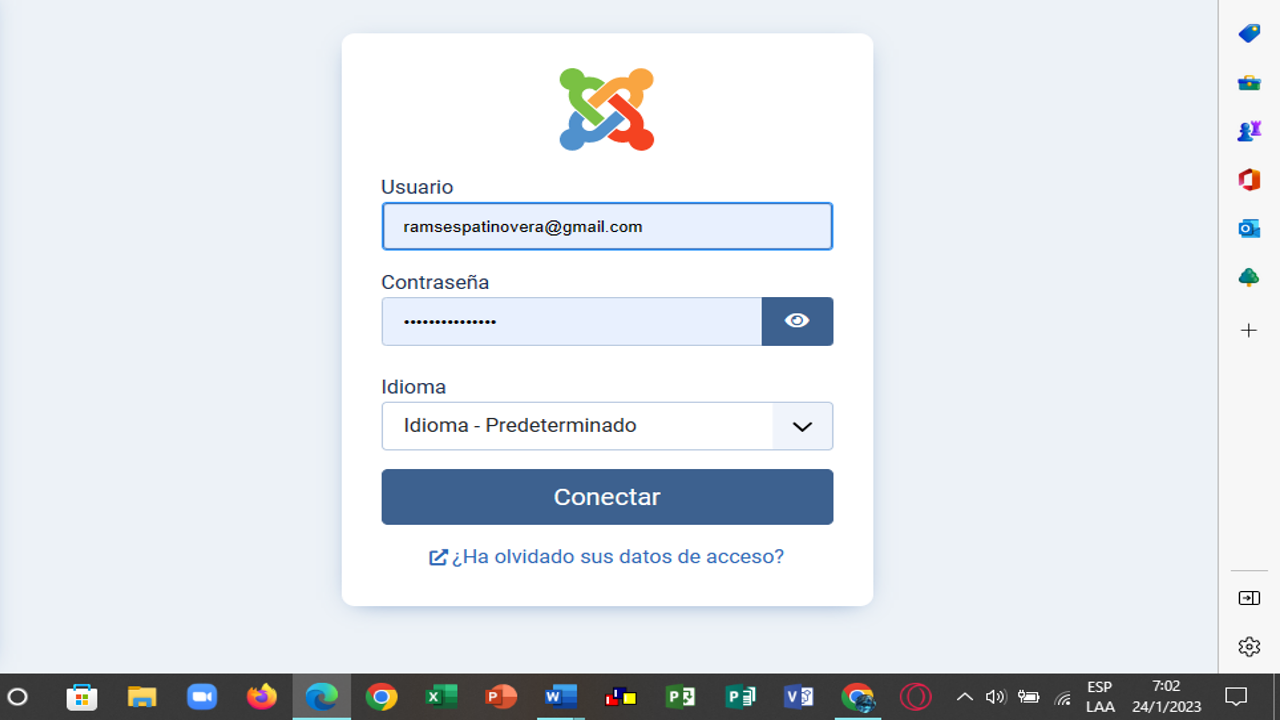 Usuario
ramsespatinovera@gmail.com
Contraseña
•••••••••••••••
Idioma
Idioma - Predeterminado
Conectar
¿Ha olvidado sus datos de acceso?
ESP
LAA
7:02
24/1/2023